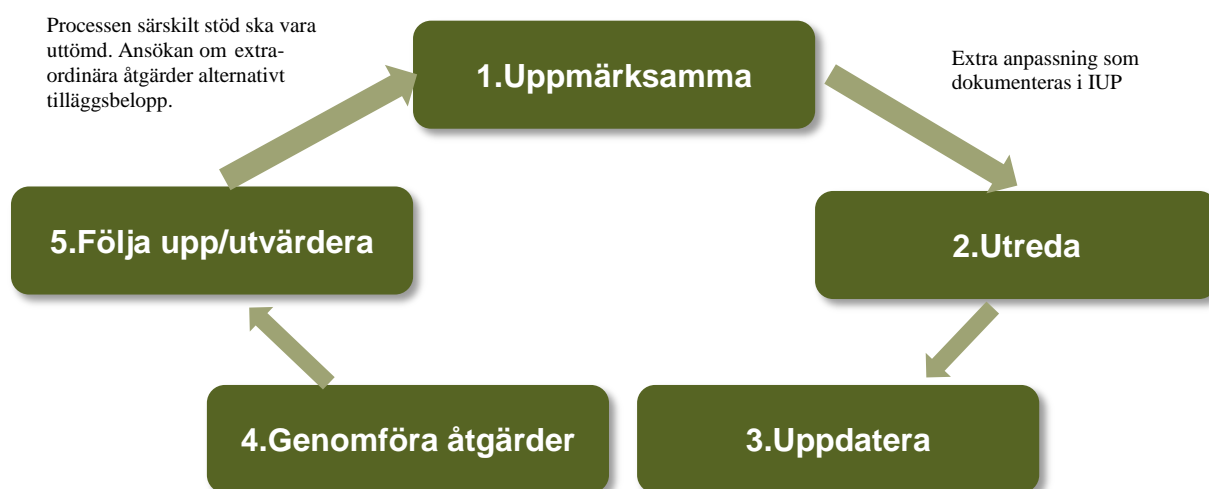 Processen särskilt stöd ska vara
uttömd. Ansökan om extra-
ordinära åtgärder alternativt
tilläggsbelopp.
1.Uppmärksamma
Extra anpassning som
dokumenteras i IUP
5.Följa upp/utvärdera
2.Utreda
4.Genomföra åtgärder
3.Uppdatera